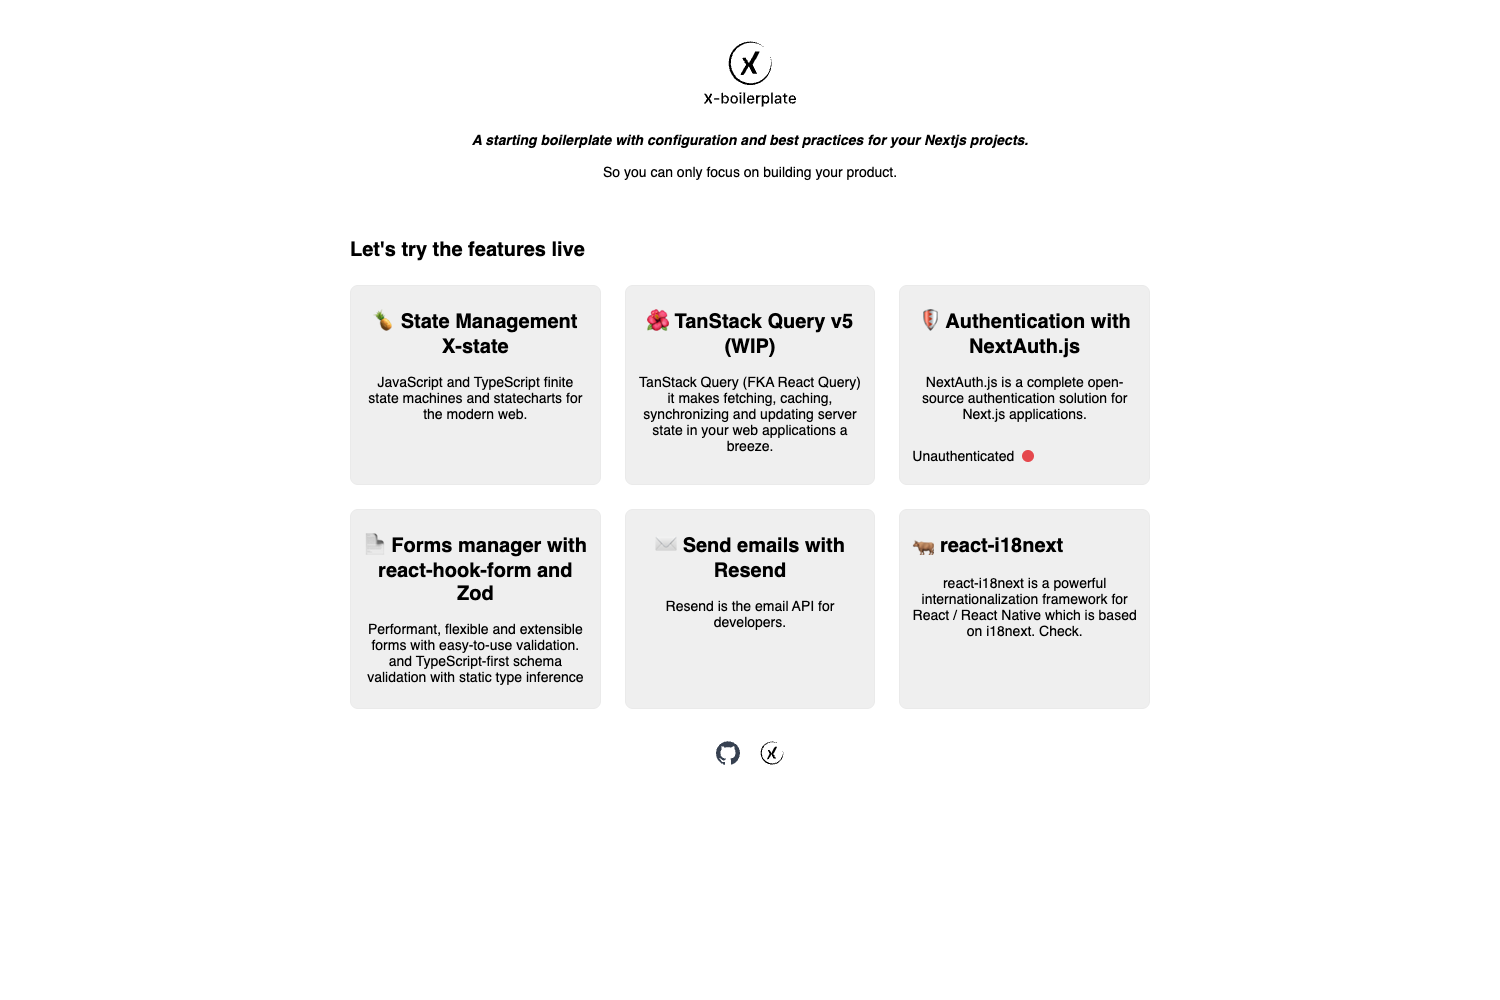 X-boilerplate
A starting boilerplate with configuration and best practices for your Nextjs projects.
So you can only focus on building your product.
Let's try the features live
🍍 State Management
X-state
JavaScript and TypeScript finite
state machines and statecharts for
the modern web.
🌺 TanStack Query v5
(WIP)
TanStack Query (FKA React Query)
it makes fetching, caching,
synchronizing and updating server
state in your web applications a
breeze.
🛡️ Authentication with
NextAuth.js
NextAuth.js is a complete open-
source authentication solution for
Next.js applications.
Unauthenticated
Forms manager with
react-hook-form and
Zod
Performant, flexible and extensible
forms with easy-to-use validation.
and TypeScript-first schema
validation with static type inference
✉️ Send emails with
Resend
Resend is the email API for
developers.
🐂 react-i18next
react-i18next is a powerful
internationalization framework for
React / React Native which is based
on i18next. Check.